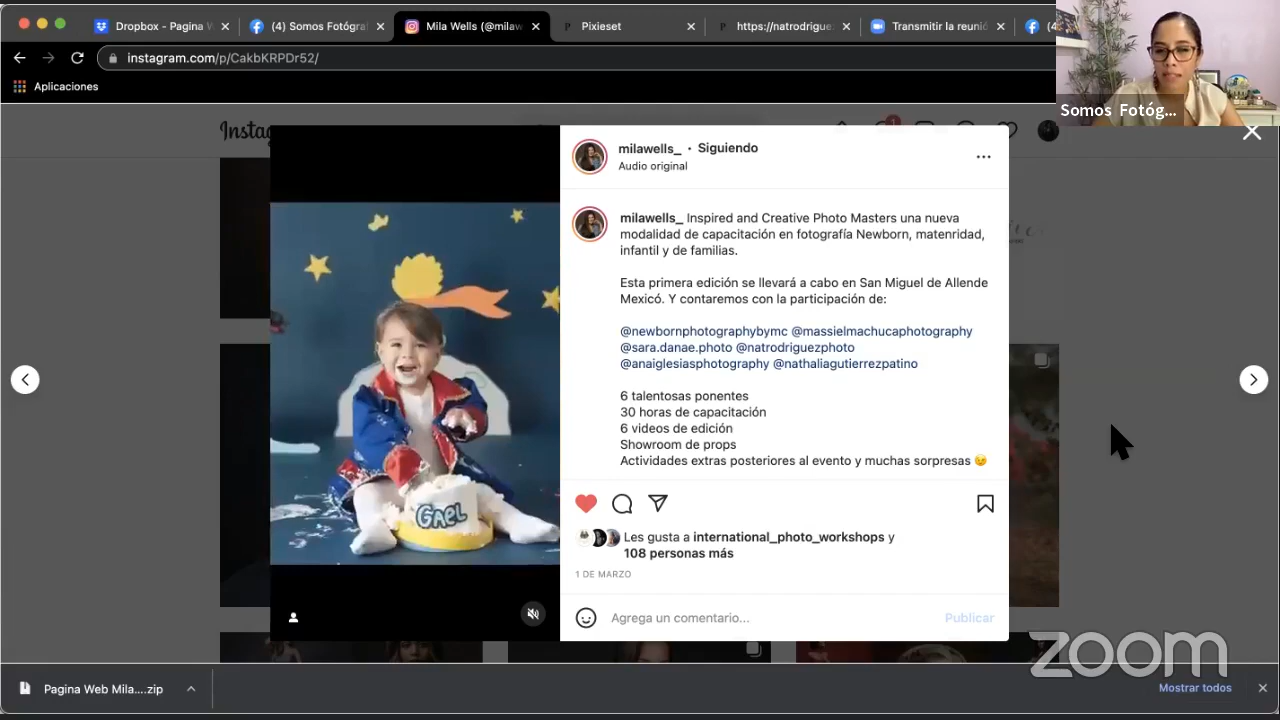 Dropbox - Pagina W
(4) Somos Fotógra
Mila Wells (@milaw
Pixieset
https://natrodrigue
Transmitir la reunió
(4
instagram.com/p/CakbKRPDr52/
Aplicaciones
Somos Fotóg...
Instag
1
milawells_ • Siguiendo
Audio original
milawells_ Inspired and Creative Photo Masters una nueva
modalidad de capacitación en fotografía Newborn, matenridad,
infantil y de familias.
Esta primera edición se llevará a cabo en San Miguel de Allende
Mexicó. Y contaremos con la participación de:
@newbornphotographybymc @massielmachucaphotography
@sara.danae.photo @natrodriguezphoto
@anaiglesiasphotography @nathaliagutierrezpatino
6 talentosas ponentes
30 horas de capacitación
6 videos de edición
Showroom de props
Actividades extras posteriores al evento y muchas sorpresas 😉
GAEL
Les gusta a international_photo_workshops y
108 personas más
1 DE MARZO
Agrega un comentario...
Publicar
zoom
Pagina Web Mila....zip
Mostrar todos